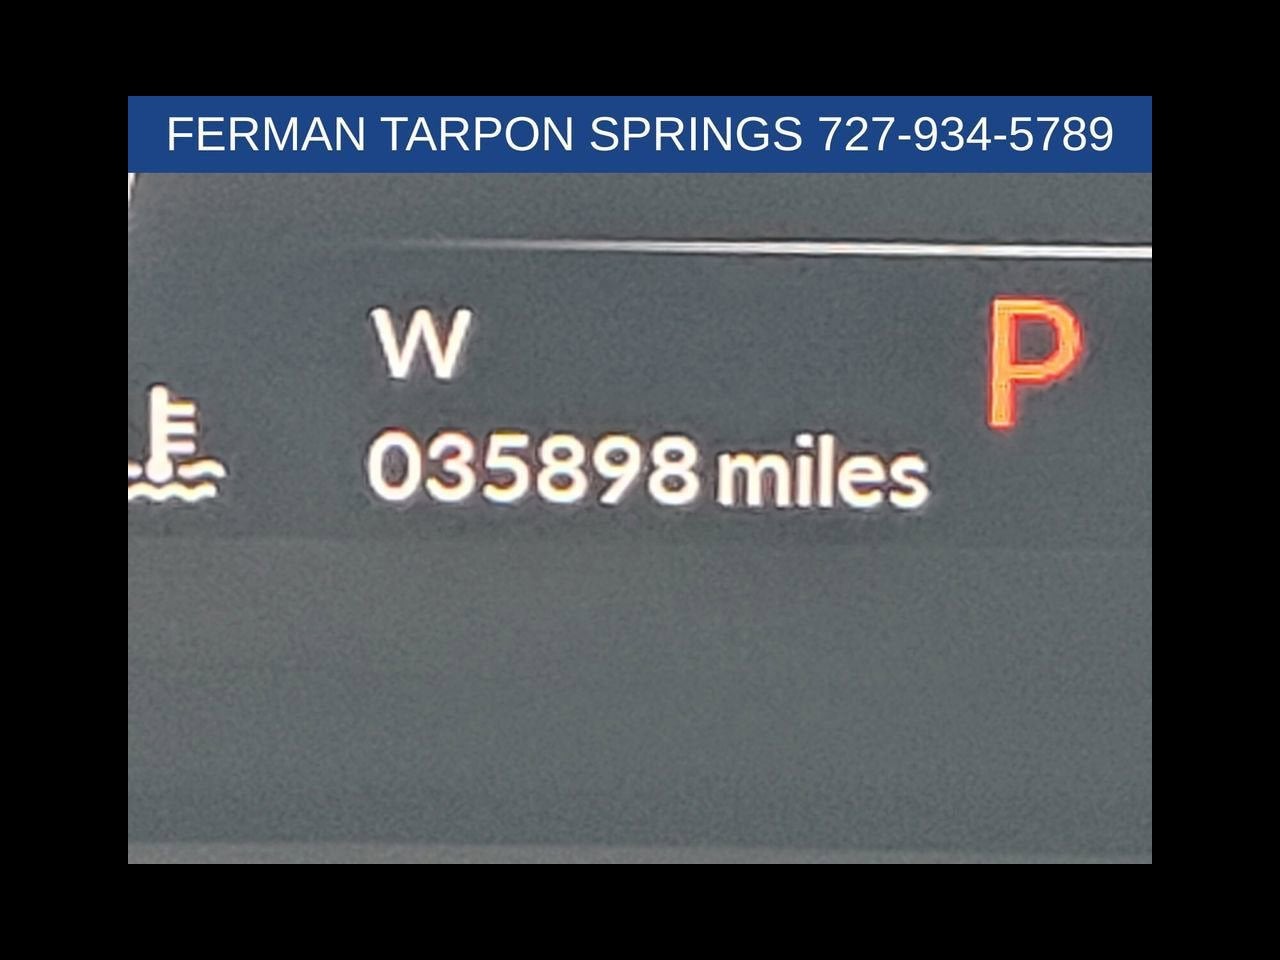 FERMAN TARPON SPRINGS 727-934-5789
W
P
035898 miles